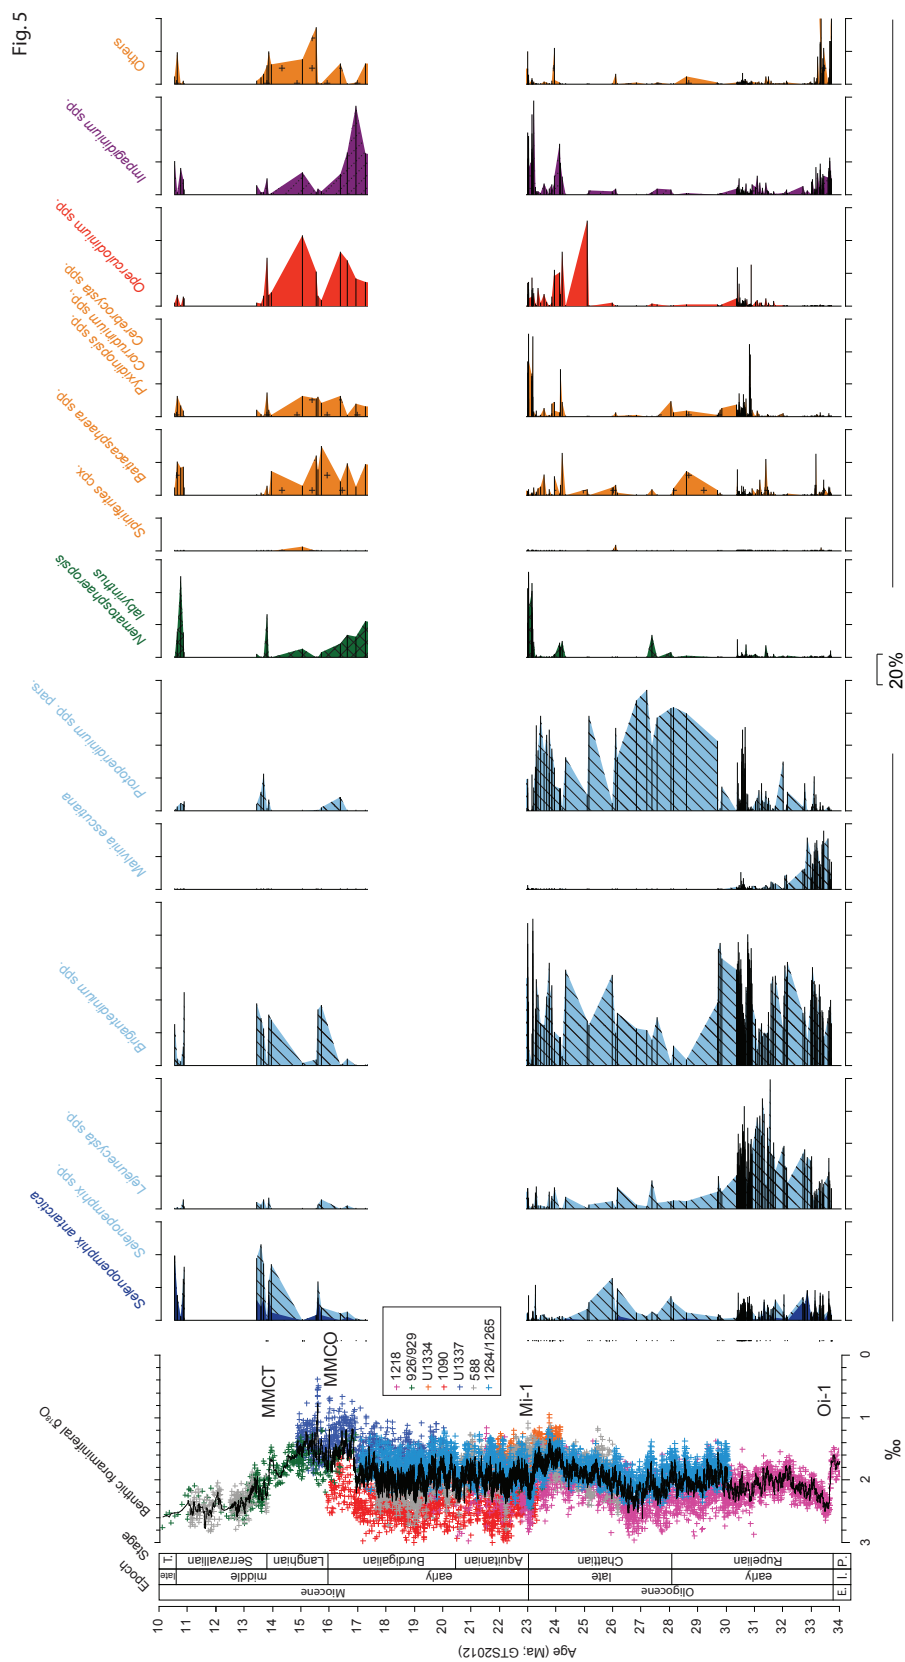 Fig. 5
Others
Impagidinium spp.
Operculodinium spp.
Cerebrocysta spp.
Corrudinium spp.,
Pyxidinopsis spp.
Batiacasphaera spp.
Spiniferites cpx.
Nematosphaeropsis
labyrinthus
Protoperidinium spp. pars.
Malvinia escutiana
Brigantedinium spp.
Lejeunecysta spp.
Selenopemphix spp.
Selenopemphix antarctica
20%
Benthic foraminiferal δ18O
MMCT
MMCO
Mi-1
Oi-1
1218
926/929
U1334
1090
U1337
588
1264/1265
0
1
2
3
‰
Stage
T.
Serravallian
Langhian
Burdigalian
Aquitanian
Chattian
Rupelian
P.
Epoch
late
middle
early
late
early
l.
Miocene
Oligocene
E.
10
11
12
13
14
15
16
17
18
19
20
21
22
23
24
25
26
27
28
29
30
31
32
33
34
Age (Ma; GTS2012)